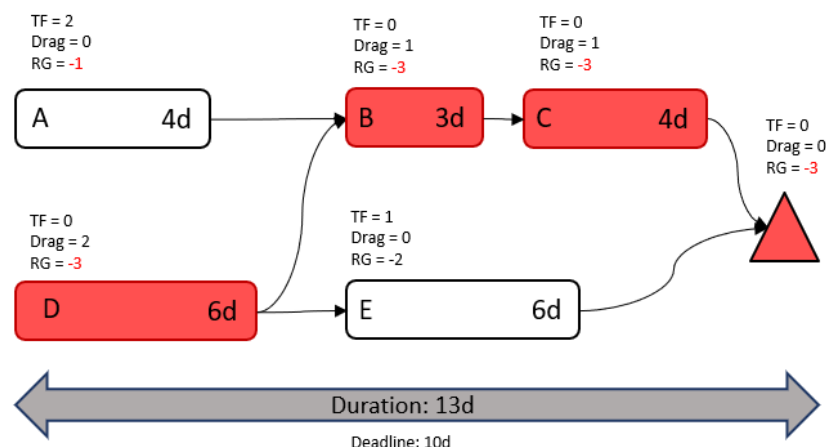 TF = 2
Drag = 0
RG = -1
TF = 0
Drag = 1
RG = -3
TF = 0
Drag = 1
RG = -3
A 4d
B 3d
C 4d
TF = 0
Drag = 0
RG = -3
TF = 0
Drag = 2
RG = -3
TF = 1
Drag = 0
RG = -2
D 6d
E 6d
Duration: 13d
Deadline: 10d